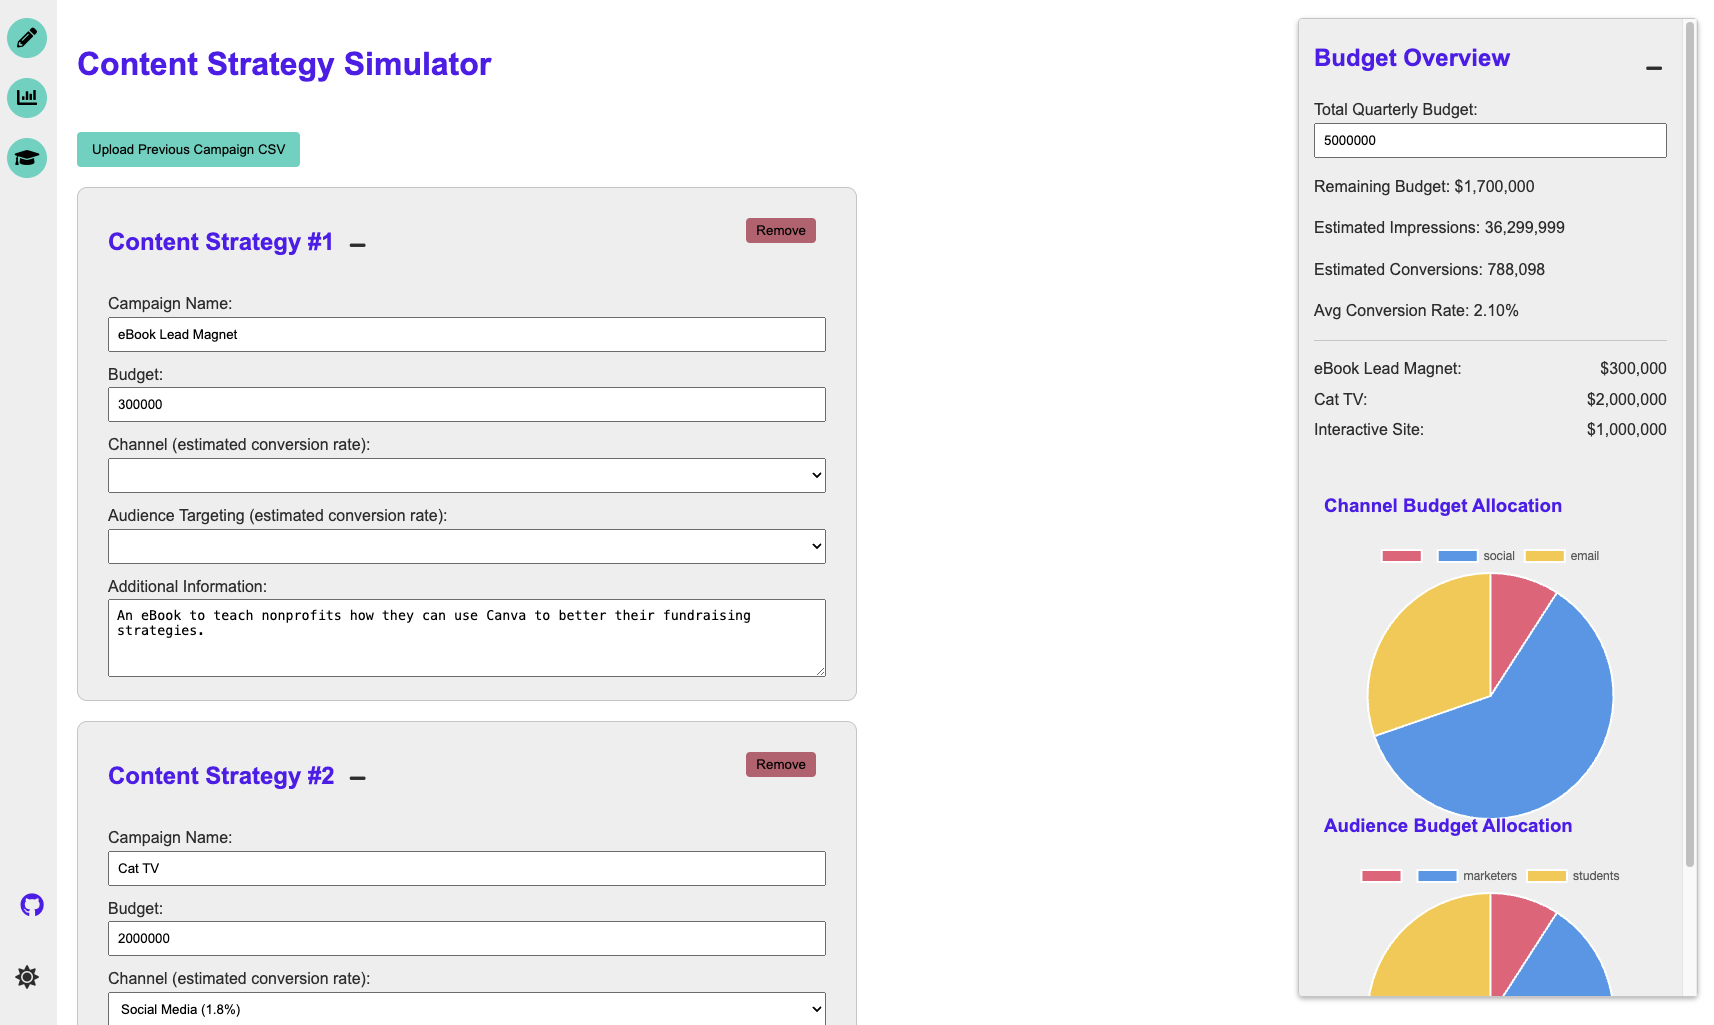 Content Strategy Simulator
Upload Previous Campaign CSV
Content Strategy #1
Remove
Campaign Name:
eBook Lead Magnet
Budget:
300000
Channel (estimated conversion rate):
Audience Targeting (estimated conversion rate):
Additional Information:
An eBook to teach nonprofits how they can use Canva to better their fundraising
strategies.
Content Strategy #2
Remove
Campaign Name:
Cat TV
Budget:
2000000
Channel (estimated conversion rate):
Social Media (1.8%)
Budget Overview
Total Quarterly Budget:
5000000
Remaining Budget: $1,700,000
Estimated Impressions: 36,299,999
Estimated Conversions: 788,098
Avg Conversion Rate: 2.10%
eBook Lead Magnet: $300,000
Cat TV: $2,000,000
Interactive Site: $1,000,000
Channel Budget Allocation
social email
Audience Budget Allocation
marketers students